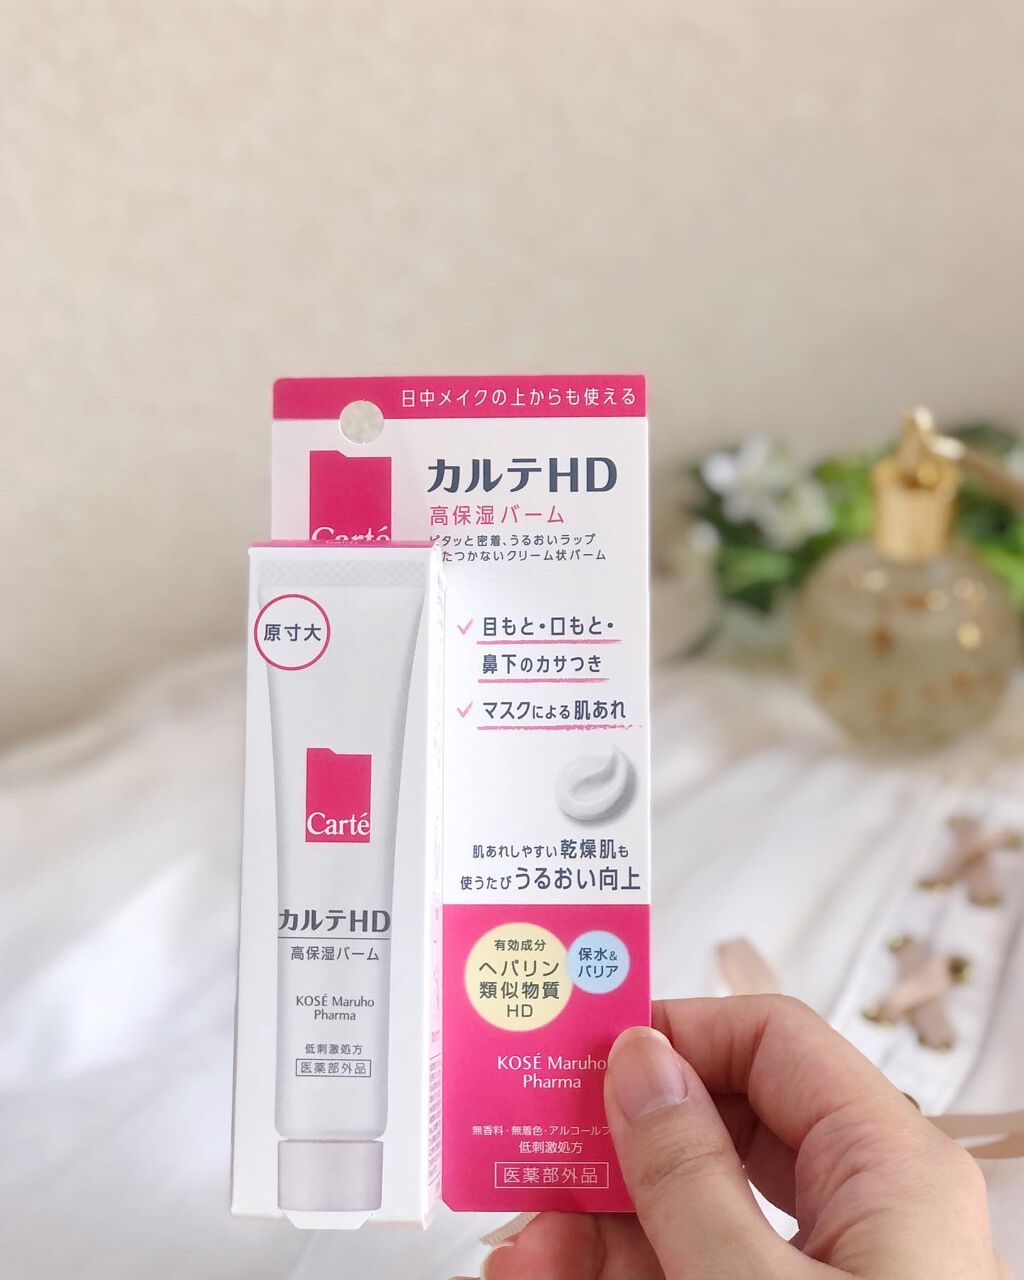 日中メイクの上からも使える
カルテHD
高保湿バーム
ピタッと密着、うるおいラップ
たつかないクリーム状バーム
Carté
目もと・口もと・
鼻下のカサつき
マスクによる肌あれ
肌あれしやすい乾燥肌も
使うたびうるおい向上
有効成分
ヘパリン
類似物質
HD
保水&
バリア
KOSÉ Maruho
Pharma
無香料・無着色・アルコールフ
低刺激処方
医薬部外品
原寸大
Carté
カルテHD
高保湿バーム
KOSÉ Maruho
Pharma
低刺激処方
医薬部外品